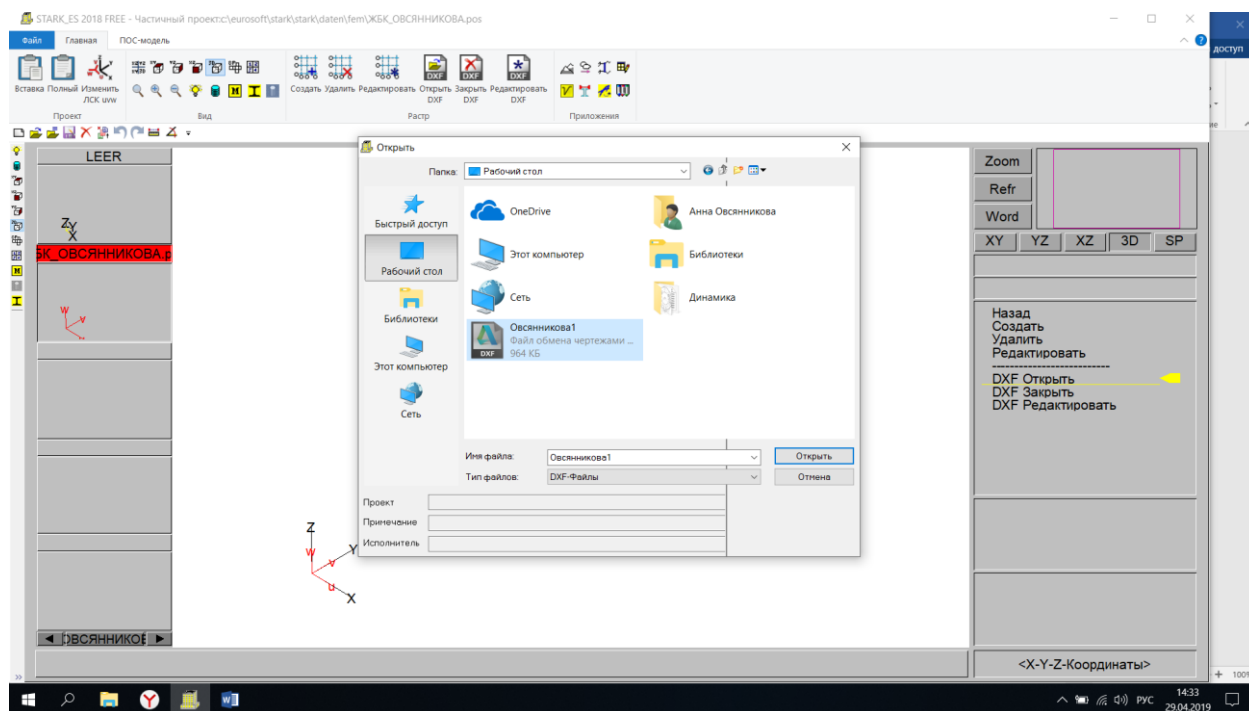 STARK_ES 2018 FREE - Частичный проект:c:\eurosoft\stark\stark\daten\fem\ЖБК_ОВСЯННИКОВА.pos
Файл Главная ПОС-модель
доступ
Вставка Полный Изменить ЛСК uvw
Создать Удалить Редактировать Открыть DXF Закрыть DXF Редактировать DXF
Проект Вид Растр Приложения
LEER
Z Y
X
БК_ОВСЯННИКОВА.p
W
V
ОВСЯННИКОВ
Открыть
Папка: Рабочий стол
Быстрый доступ
Рабочий стол
Библиотеки
Этот компьютер
Сеть
OneDrive
Анна Овсянникова
Этот компьютер
Библиотеки
Сеть
Динамика
Овсянникова1
Файл обмена чертежами ...
964 КБ
DXF
Имя файла: Овсянникова1 Открыть
Тип файлов: DXF-Файлы Отмена
Проект
Примечание
Исполнитель
Z
W
V Y
u
X
Zoom
Refr
Word
XY YZ XZ 3D SP
Назад
Создать
Удалить
Редактировать
--------------------------
DXF Открыть
DXF Закрыть
DXF Редактировать
<X-Y-Z-Координаты>
РУС 14:33
29.04.2019